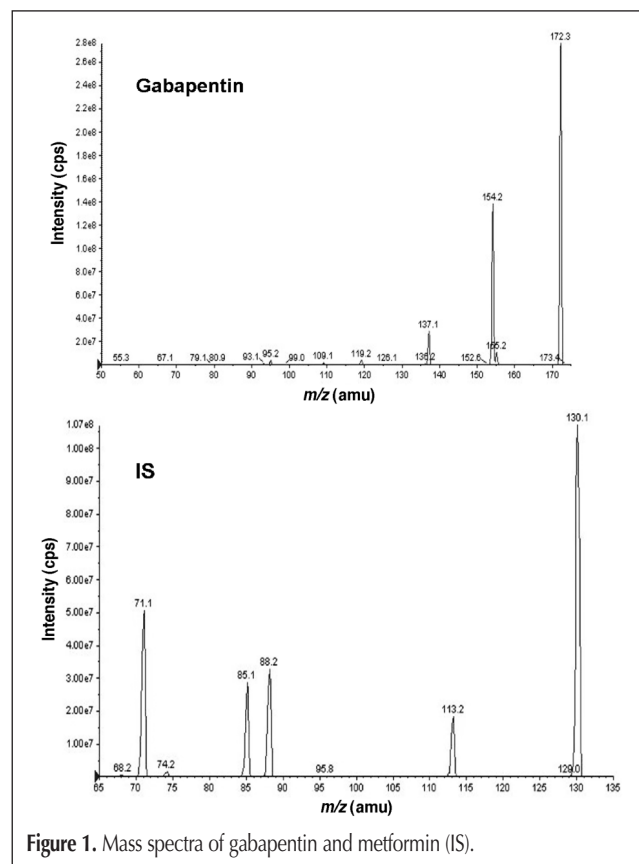 2.8e8
2.6e8
2.4e8
2.2e8
2.0e8
1.8e8
1.6e8
1.4e8
1.2e8
1.0e8
8.0e7
6.0e7
4.0e7
2.0e7
Intensity (cps)
Gabapentin
172.3
154.2
137.1
155.2
55.3 67.1 79.1 80.9 93.1 95.2 99.0 109.1 119.2 126.1 136.2 152.6 173.4
50 60 70 80 90 100 110 120 130 140 150 160 170
m/z (amu)
1.07e8
1.00e8
9.00e7
8.00e7
7.00e7
6.00e7
5.00e7
4.00e7
3.00e7
2.00e7
1.00e7
Intensity (cps)
IS
130.1
71.1
85.1 88.2
113.2
68.2 74.2 95.8 129.0
65 70 75 80 85 90 95 100 105 110 115 120 125 130 135
m/z (amu)
Figure 1. Mass spectra of gabapentin and metformin (IS).